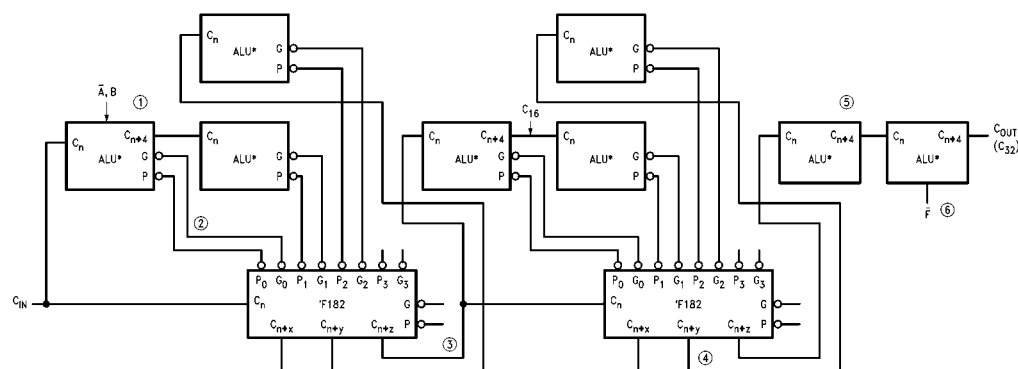 Cn ALU* G P
Cn ALU* G P
Ā, B ① C16 ⑤
Cn Cn+4 ALU* G P
Cn ALU* G P
Cn Cn+4 ALU* G P
Cn ALU* G P
Cn Cn+4 ALU*
Cn+4 ALU*
COUT (C32)
② F̄ ⑥
P0 G0 P1 G1 P2 G2 P3 G3
P0 G0 P1 G1 P2 G2 P3 G3
CIN Cn 'F182 G P
Cn 'F182 G P
Cn+x Cn+y Cn+z ③
Cn+x Cn+y Cn+z ④